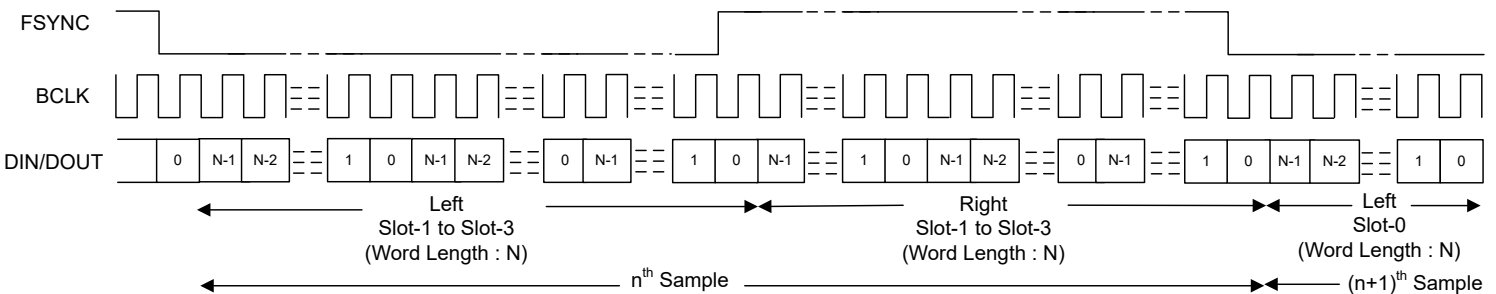 FSYNC
BCLK
DIN/DOUT
0 N-1 N-2 1 0 N-1 N-2 0 N-1 1 0 N-1 1 0 N-1 N-2 0 N-1 1 0 N-1 N-2 1 0
Left
Slot-1 to Slot-3
(Word Length : N)
Right
Slot-1 to Slot-3
(Word Length : N)
Left
Slot-0
(Word Length : N)
nth Sample
(n+1)th Sample